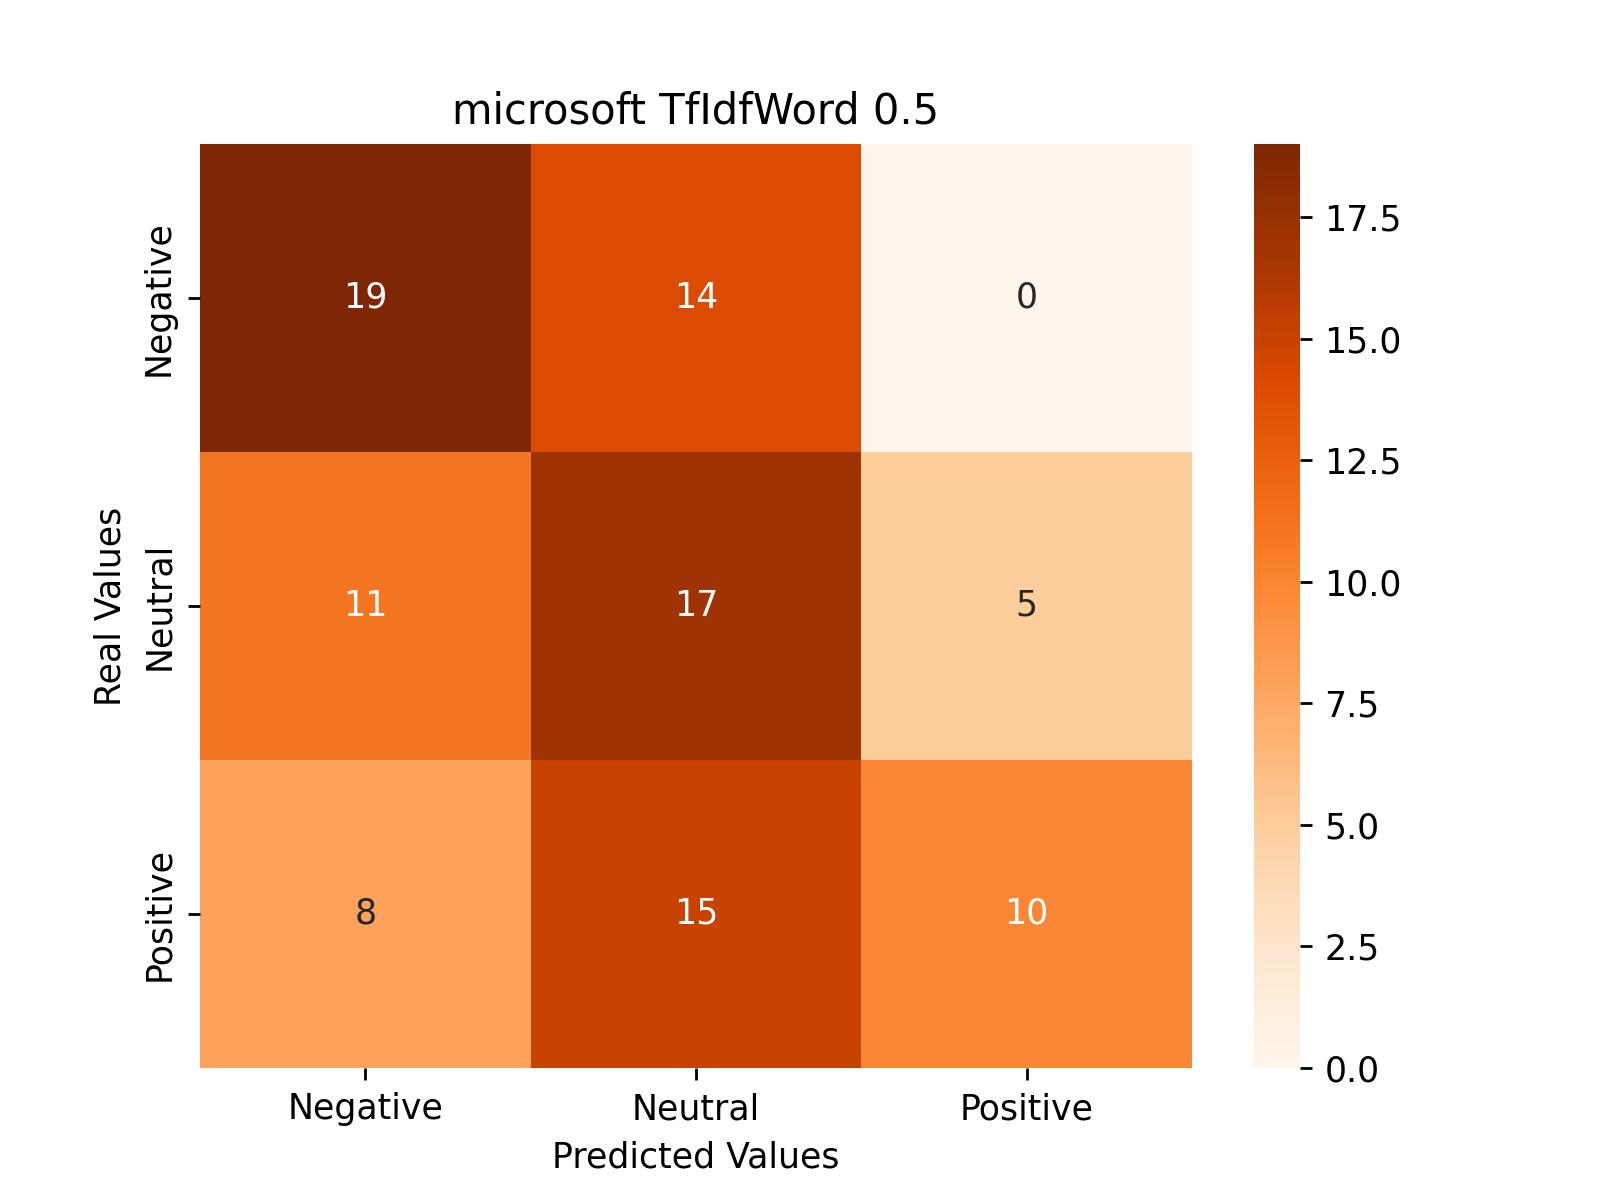 microsoft TfIdfWord 0.5
Real Values
Negative
19
14
0
Neutral
11
17
5
Positive
8
15
10
Negative
Neutral
Positive
Predicted Values
17.5
15.0
12.5
10.0
7.5
5.0
2.5
0.0